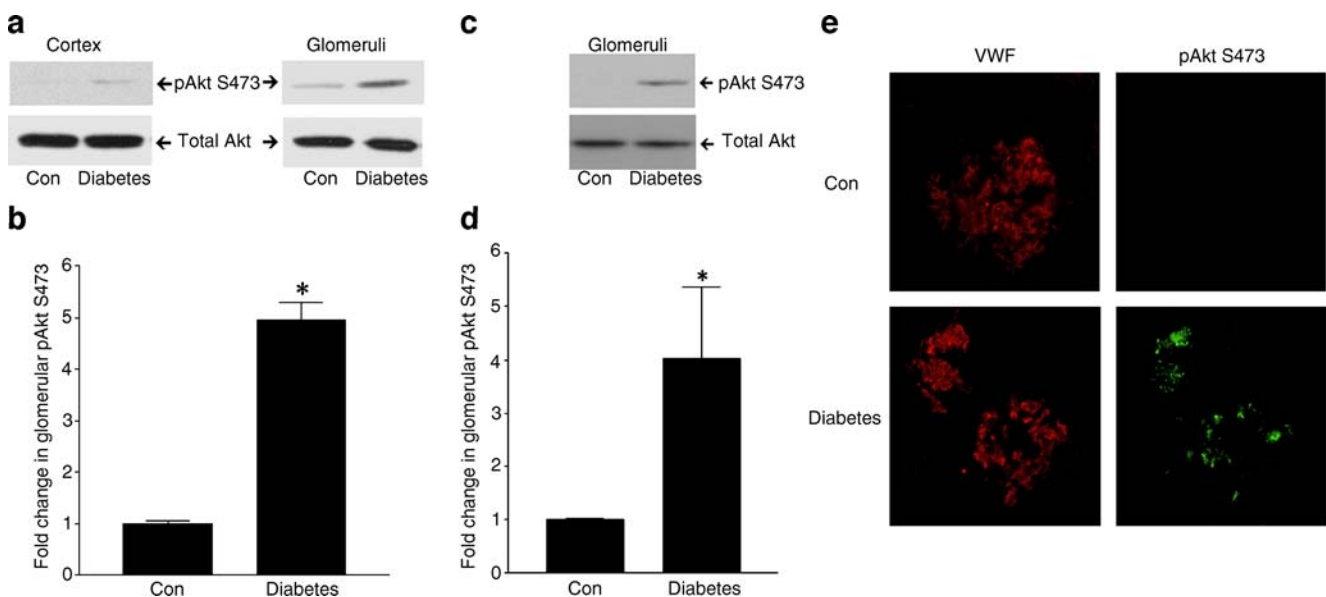 a
Cortex
Glomeruli
pAkt S473
Total Akt
Con Diabetes
Con Diabetes
b
Fold change in glomerular pAkt S473
6
5
4
3
2
1
0
*
Con
Diabetes
c
Glomeruli
pAkt S473
Total Akt
Con Diabetes
d
Fold change in glomerular pAkt S473
6
5
4
3
2
1
0
*
Con
Diabetes
e
VWF
pAkt S473
Con
Diabetes